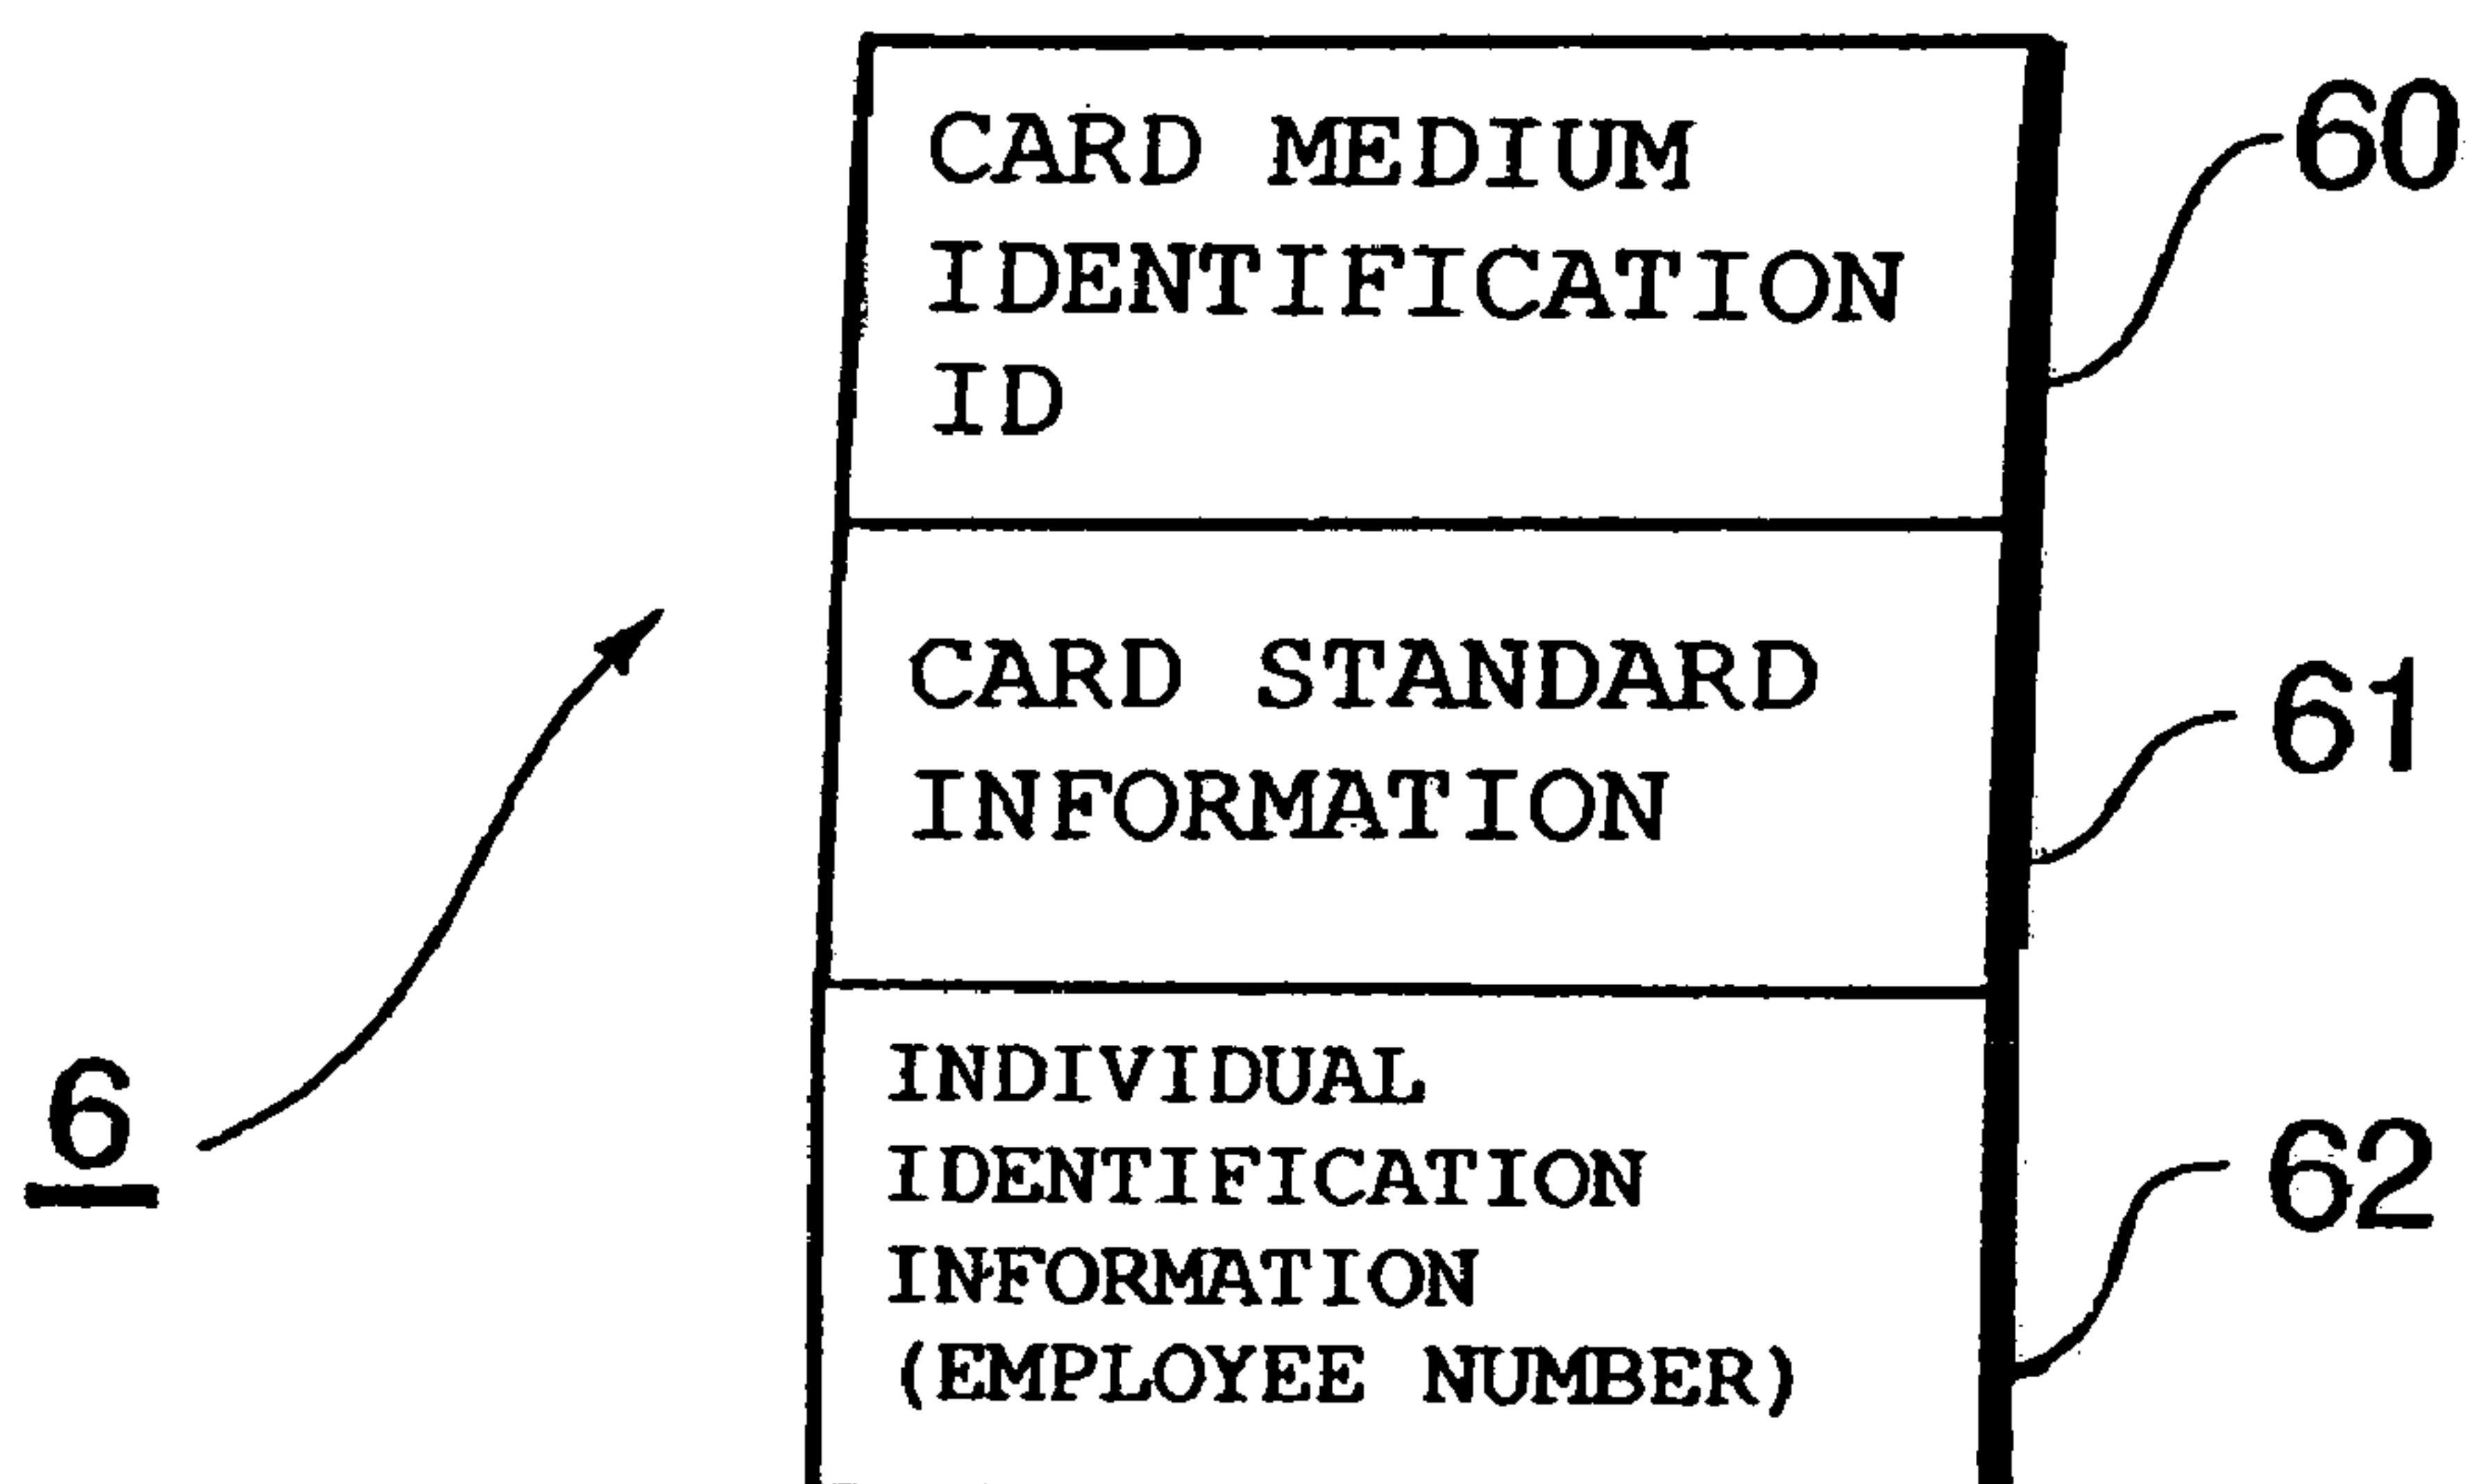 CARD MEDIUM
IDENTIFICATION
ID
60
CARD STANDARD
INFORMATION
61
6
INDIVIDUAL
IDENTIFICATION
INFORMATION
(EMPLOYEE NUMBER)
62